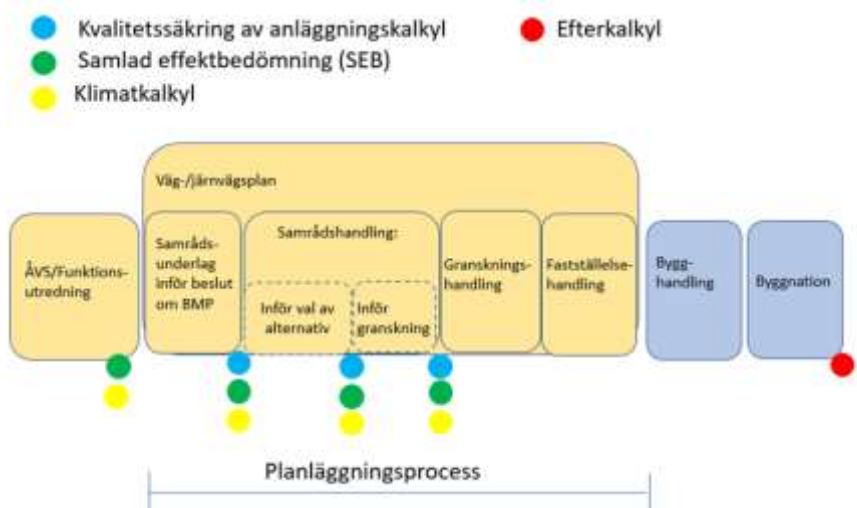 Kvalitetssäkring av anläggningskalkyl
Efterkalkyl
Samlad effektbedömning (SEB)
Klimatkalkyl
Väg-/järnvägsplan
ÅVS/Funktions-
utredning
Samråds-
underlag
inför beslut
om BMP
Samrådshandling:
Inför val av
alternativ
Inför
granskning
Gransknings-
handling
Fastställelse-
handling
Bygg-
handling
Byggnation
Planläggningsprocess